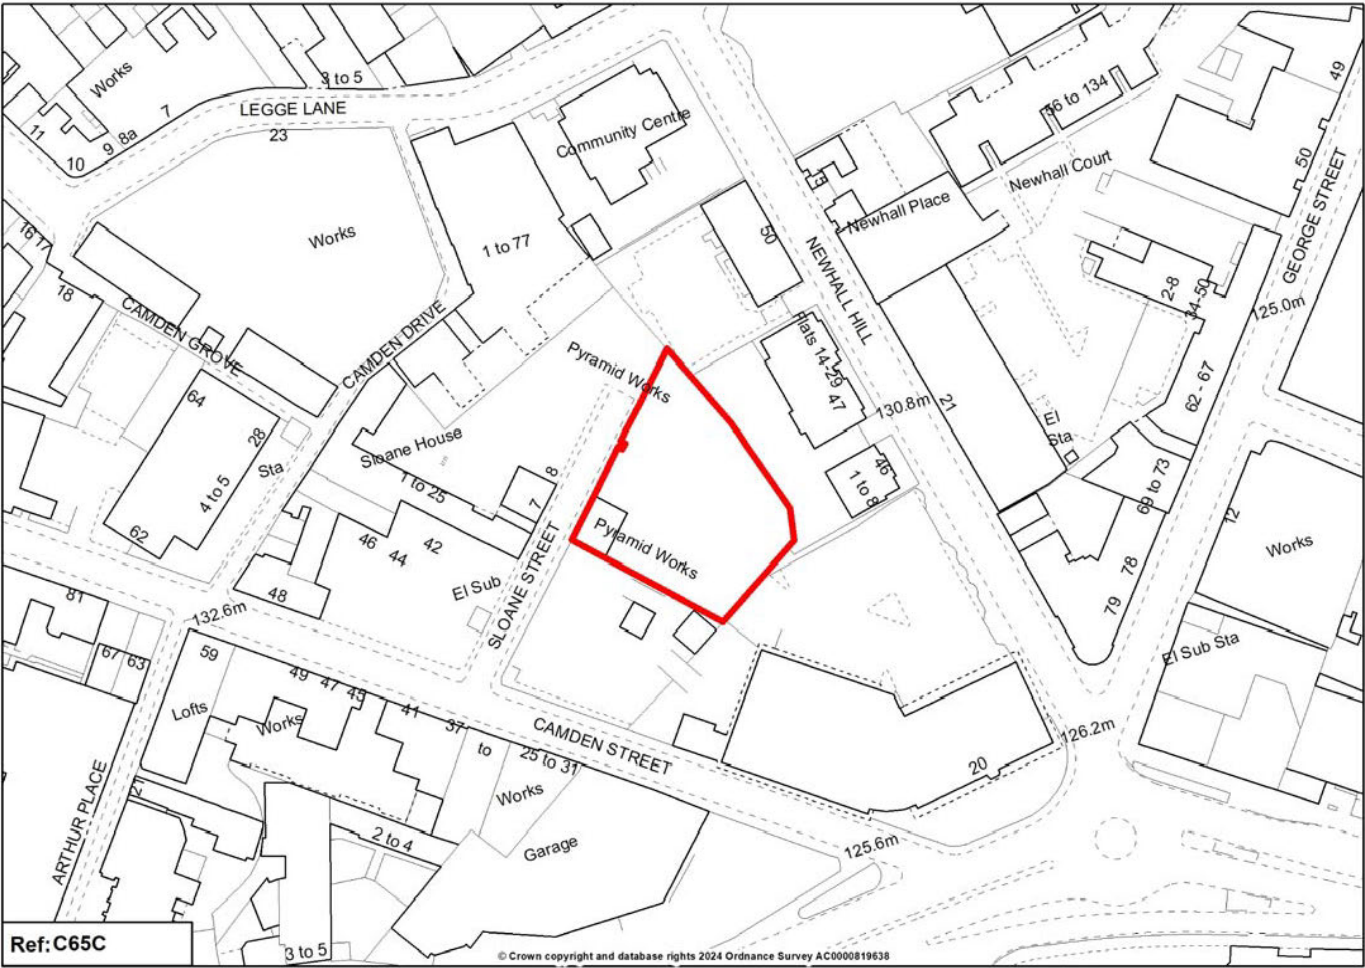 Works
3 to 5
7
LEGGE LANE
8a
9
10
11
23
Community Centre
56 to 134
49
50
Newhall Court
GEORGE STREET
15
Newhall Place
50
NEWHALL HILL
Works
1 to 77
16
17
18
CAMDEN GROVE
CAMDEN DRIVE
2-8
34-50
125.0m
Flats 14-29
47
Pyramid Works
130.8m
21
62 - 67
El
Sta
64
28
Sta
Sloane House
1 to 25
8
7
46
1 to 8
69 to 73
4 to 5
62
46
44
42
Pyramid Works
12
Works
78
79
El Sub
SLOANE STREET
48
81
132.6m
67
63
59
Lofts
49
47
45
Works
41
37
to
25 to 31
CAMDEN STREET
El Sub Sta
126.2m
20
21
ARTHUR PLACE
2 to 4
Works
Garage
125.6m
3 to 5
Ref:C65C
© Crown copyright and database rights 2024 Ordnance Survey AC0000819638